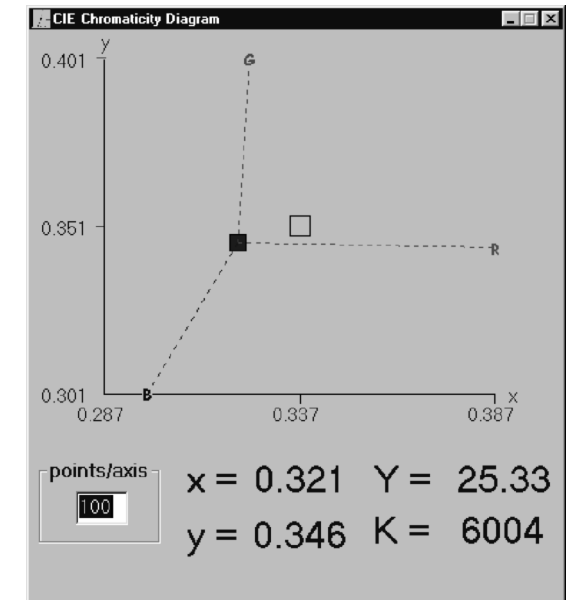 CIE Chromaticity Diagram
y
0.401
G
0.351
R
0.301
B
x
0.287 0.337 0.387
points/axis
100
x = 0.321 Y = 25.33
y = 0.346 K = 6004